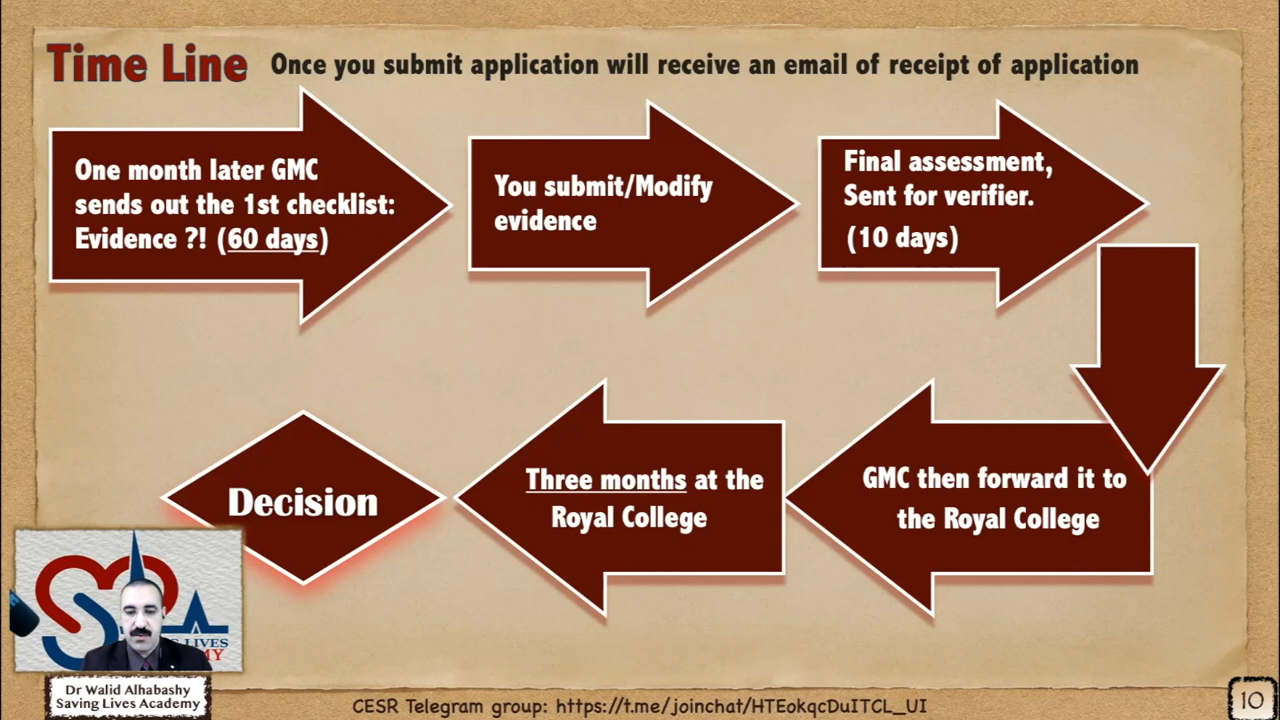 Time Line
Once you submit application will receive an email of receipt of application
One month later GMC
sends out the 1st checklist:
Evidence ?! (60 days)
You submit/Modify
evidence
Final assessment,
Sent for verifier.
(10 days)
GMC then forward it to
the Royal College
Three months at the
Royal College
Decision
LIVES
MY
Dr Walid Alhabashy
Saving Lives Academy
CESR Telegram group: https://t.me/joinchat/HTEokqcDuITCL_UI
10